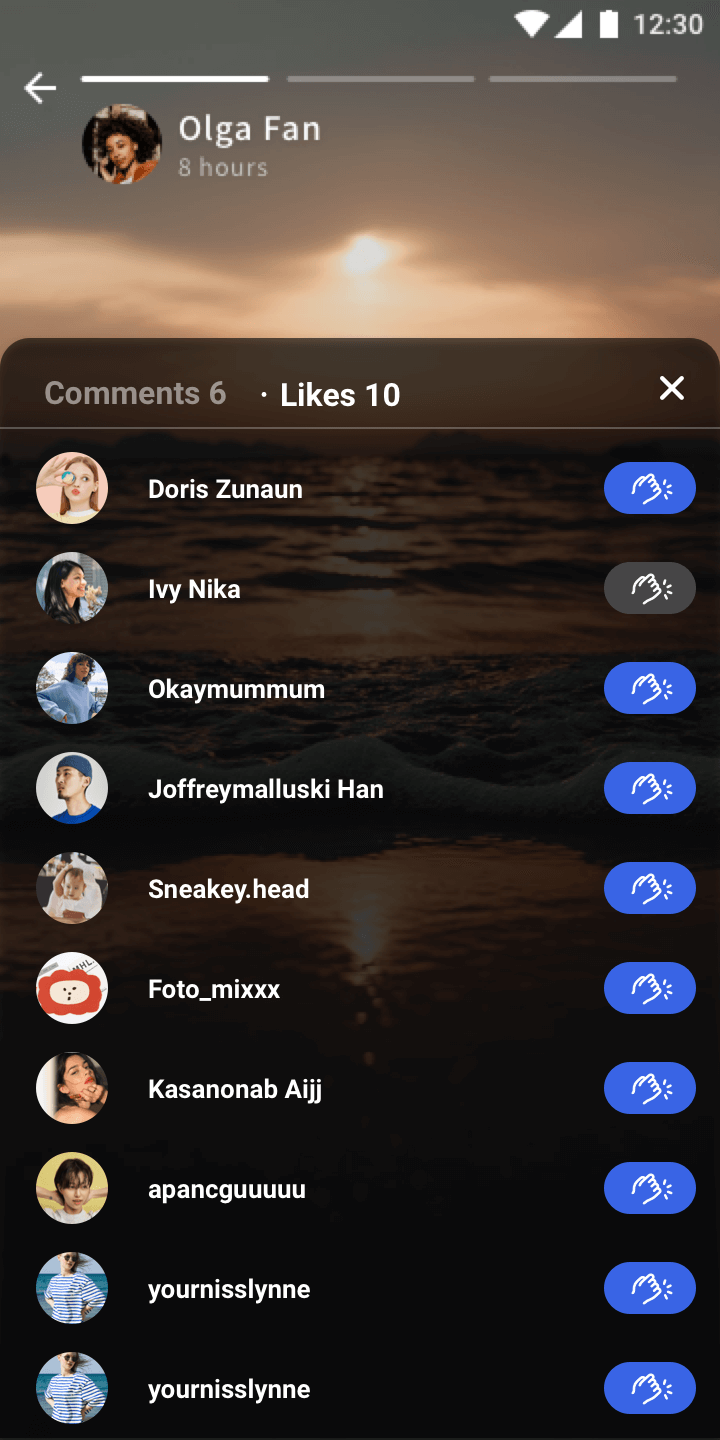 12:30
Olga Fan
8 hours
Comments 6 · Likes 10
Doris Zunaun
Ivy Nika
Okaymummum
Joffreymalluski Han
Sneakey.head
Foto_mixxx
Kasanonab Aijj
apancguuuuu
yournisslynne
yournisslynne